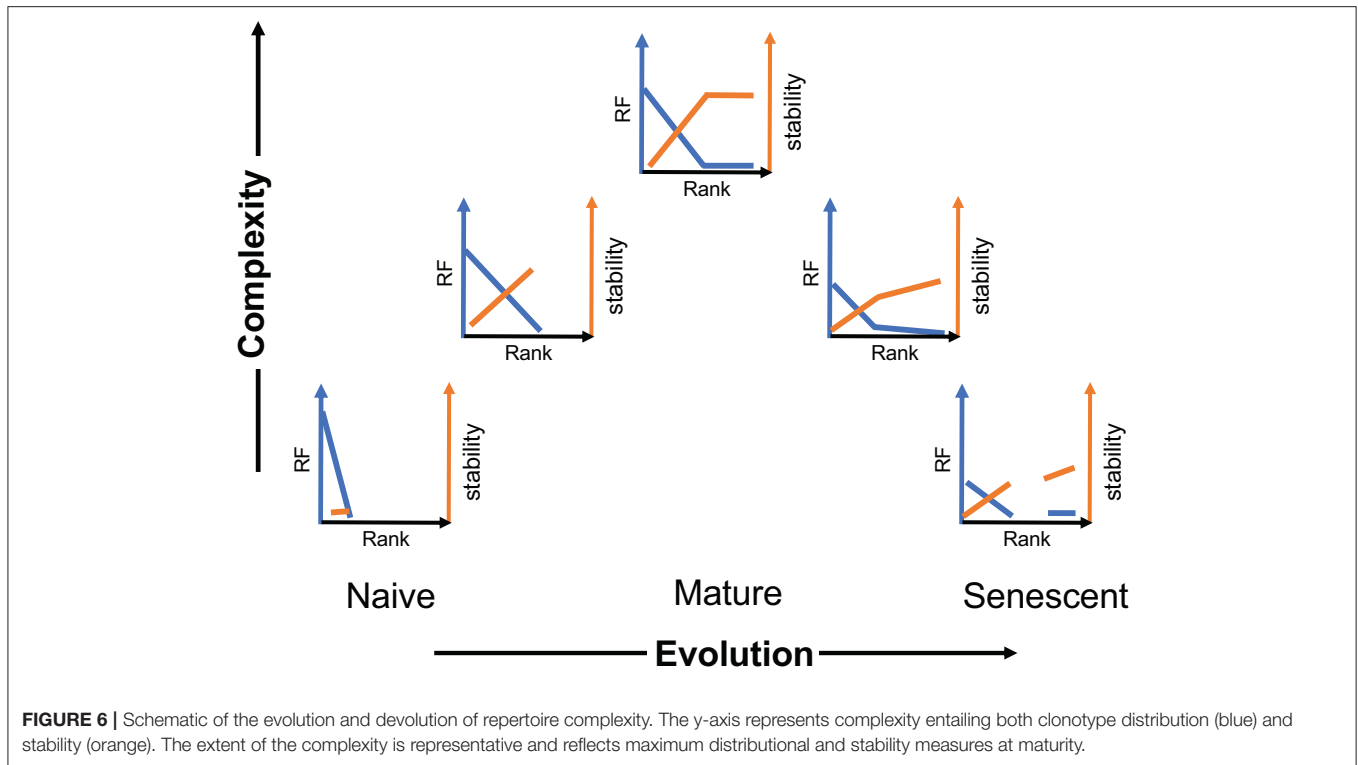 Complexity
RF
stability
Rank
RF
stability
Rank
RF
stability
Rank
RF
stability
Rank
RF
stability
Rank
Naive
Mature
Senescent
Evolution
FIGURE 6 | Schematic of the evolution and devolution of repertoire complexity. The y-axis represents complexity entailing both clonotype distribution (blue) and
stability (orange). The extent of the complexity is representative and reflects maximum distributional and stability measures at maturity.